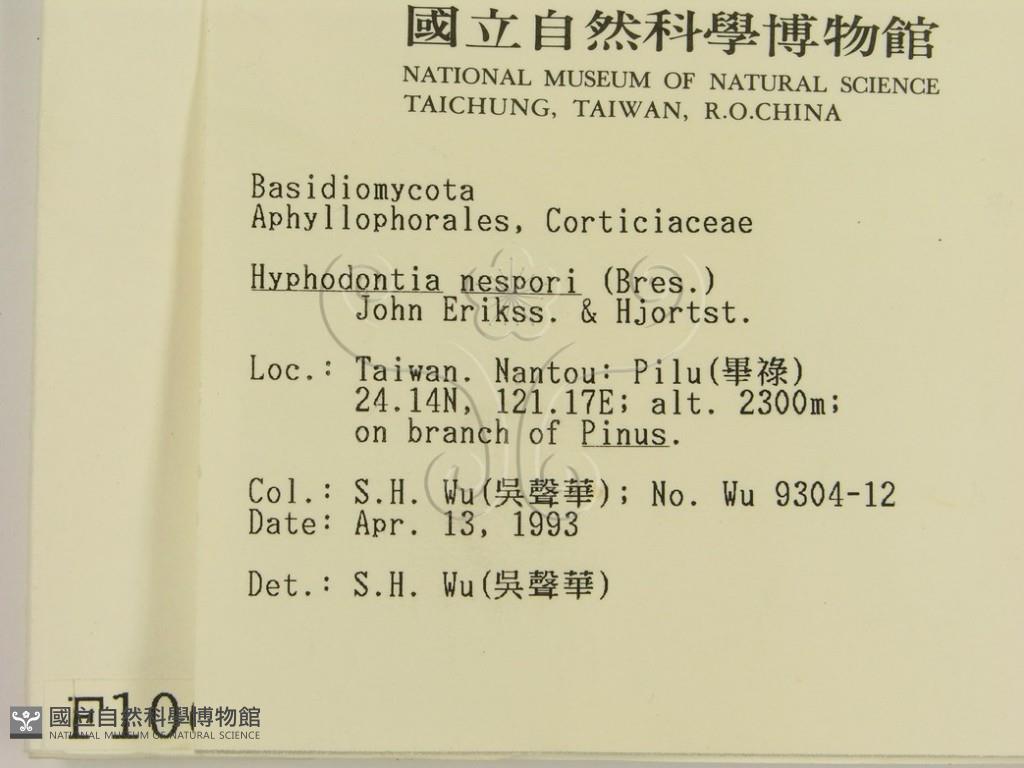 國立自然科學博物館
NATIONAL MUSEUM OF NATURAL SCIENCE
TAICHUNG, TAIWAN, R.O.CHINA
Basidiomycota
Aphyllophorales, Corticiaceae
Hyphodontia nespori (Bres.)
John Erikss. & Hjortst.
Loc.: Taiwan. Nantou: Pilu(畢祿)
24.14N, 121.17E; alt. 2300m;
on branch of Pinus.
Col.: S.H. Wu(吳聲華); No. Wu 9304-12
Date: Apr. 13, 1993
Det.: S.H. Wu(吳聲華)
國立自然科學博物館
NATIONAL MUSEUM OF NATURAL SCIENCE